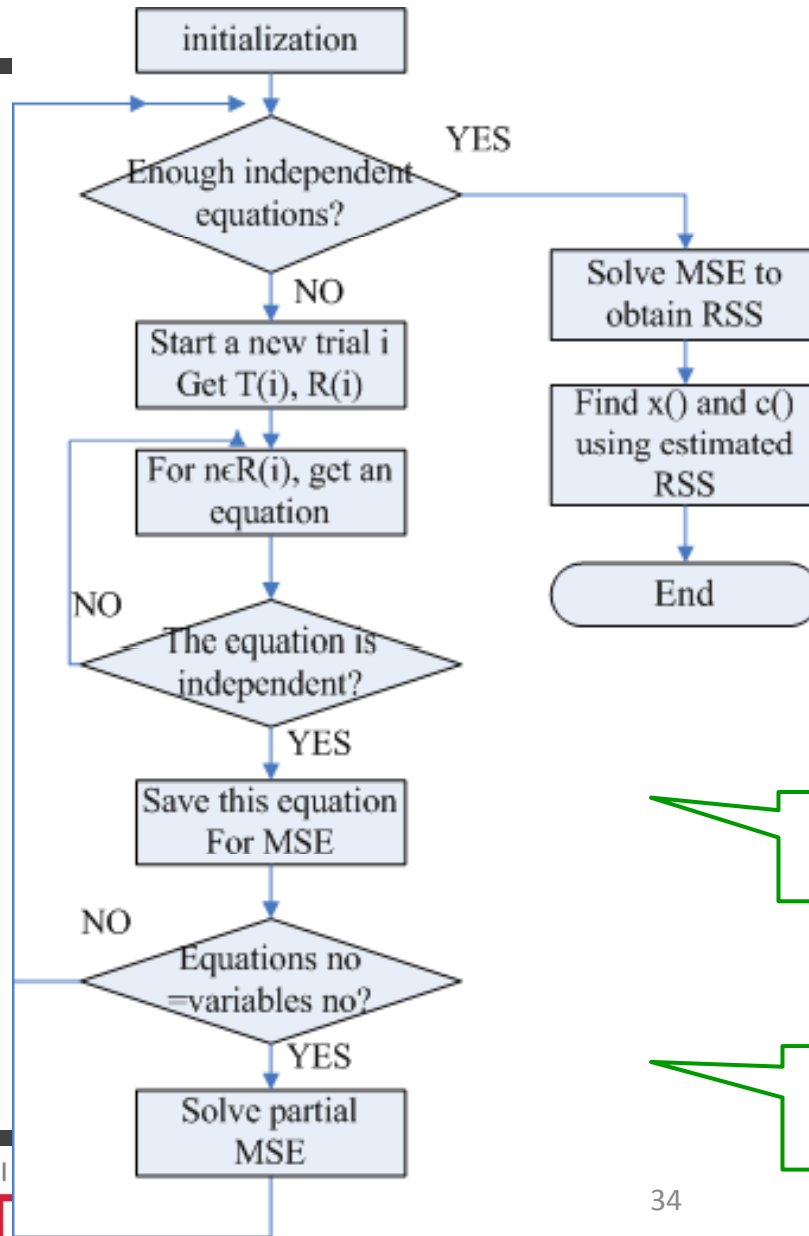 initialization
YES
Enough independent
equations?
NO
Start a new trial i
Get T(i), R(i)
For nϵR(i), get an
equation
NO
The equation is
independent?
YES
Save this equation
For MSE
NO
Equations no
=variables no?
YES
Solve partial
MSE
Solve MSE to
obtain RSS
Find x() and c()
using estimated
RSS
End
34